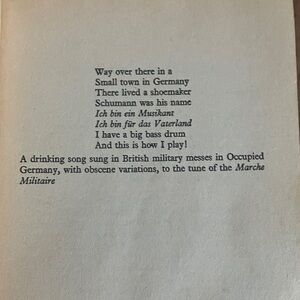 Way over there in a
Small town in Germany
There lived a shoemaker
Schumann was his name
Ich bin ein Musikant
Ich bin für das Vaterland
I have a big bass drum
And this is how I play!
A drinking song sung in British military messes in Occupied
Germany, with obscene variations, to the tune of the Marche
Militaire